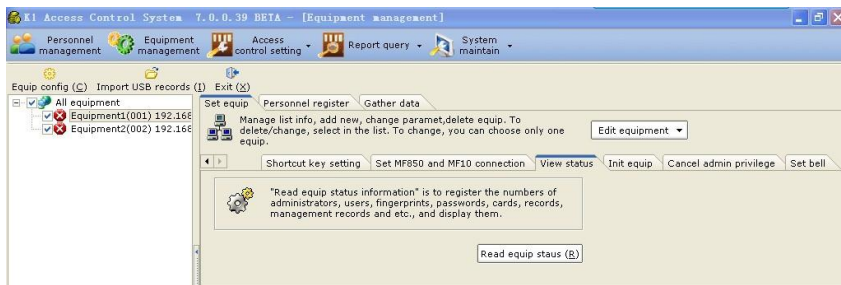 K1 Access Control System 7.0.0.39 BETA - [Equipment management]
Personnel management
Equipment management
Access control setting
Report query
System maintain
Equip config (C) Import USB records (I) Exit (X)
All equipment
Equipment1(001) 192.168
Equipment2(002) 192.168
Set equip Personnel register Gather data
Manage list info, add new, change paramet,delete equip. To
delete/change, select in the list. To change, you can choose only one
equip.
Edit equipment
Shortcut key setting Set MF850 and MF10 connection View status Init equip Cancel admin privilege Set bell
"Read equip status information" is to register the numbers of
administrators, users, fingerprints, passwords, cards, records,
management records and etc., and display them.
Read equip staus (R)